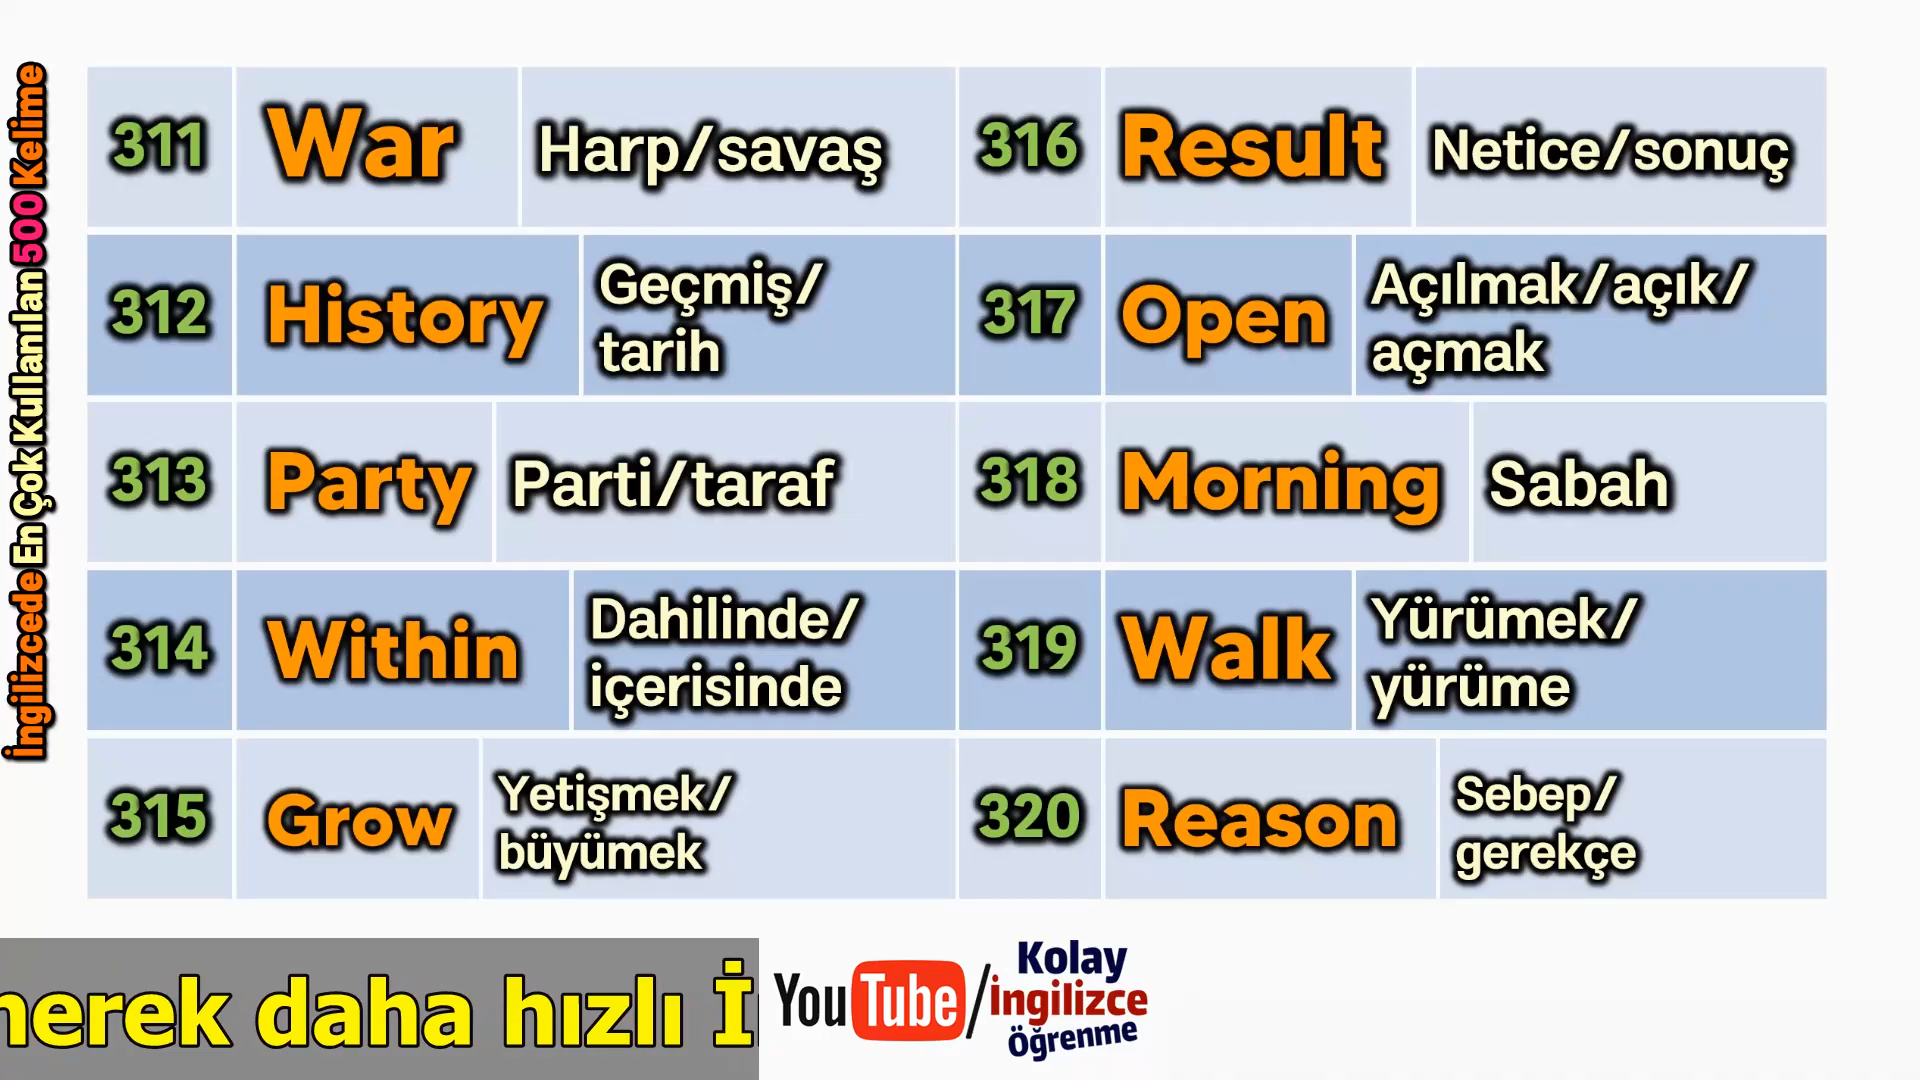 İngilizcede En Çok Kullanılan 500 Kelime
311 War Harp/savaş
312 History Geçmiş/
tarih
313 Party Parti/taraf
314 Within Dahilinde/
içerisinde
315 Grow Yetişmek/
büyümek
316 Result Netice/sonuç
317 Open Açılmak/açık/
açmak
318 Morning Sabah
319 Walk Yürümek/
yürüme
320 Reason Sebep/
gerekçe
daha hızlı
YouTube/
Kolay
İngilizce
Öğrenme